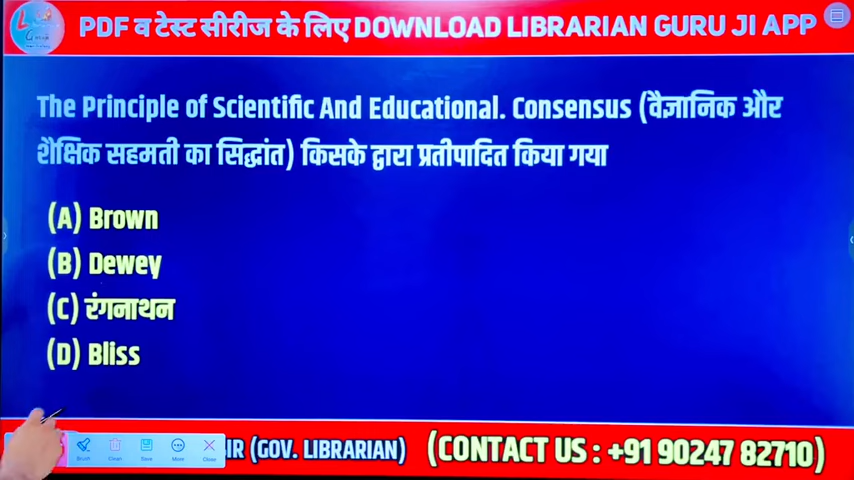 PDF व टेस्ट सीरीज के लिए DOWNLOAD LIBRARIAN GURU JI APP
The Principle of Scientific And Educational. Consensus (वैज्ञानिक और
शैक्षिक सहमती का सिद्धांत) किसके द्वारा प्रतीपादित किया गया
(A) Brown
(B) Dewey
(C) रंगनाथन
(D) Bliss
IR (GOV. LIBRARIAN) (CONTACT US : +91 90247 82710)
Brush Clean Save More Close